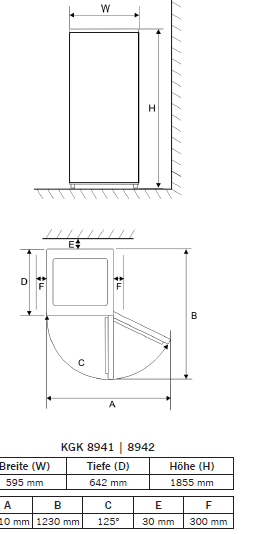 W
H
E
D
F
F
B
C
A
KGK 8941 | 8942
Breite (W) Tiefe (D) Höhe (H)
595 mm 642 mm 1855 mm
A B C E F
1230 mm 125° 30 mm 300 mm